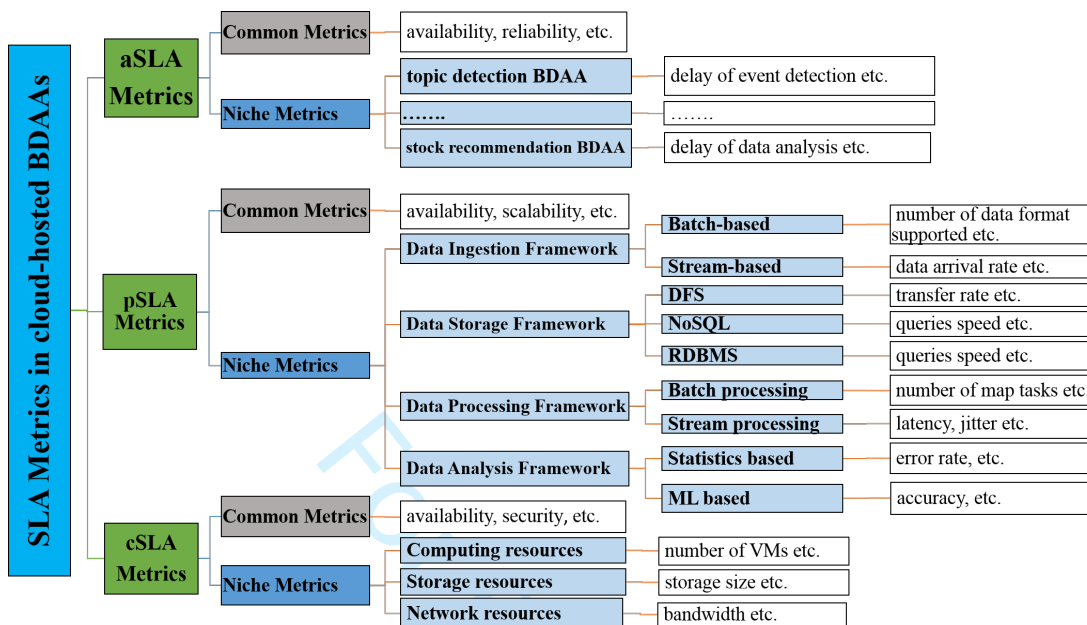 SLA Metrics in cloud-hosted BDAAs
aSLA
Metrics
Common Metrics
availability, reliability, etc.
Niche Metrics
topic detection BDAA
delay of event detection etc.
…….
…….
stock recommendation BDAA
delay of data analysis etc.
pSLA
Metrics
Common Metrics
availability, scalability, etc.
Niche Metrics
Data Ingestion Framework
Batch-based
number of data format
supported etc.
Stream-based
data arrival rate etc.
Data Storage Framework
DFS
transfer rate etc.
NoSQL
queries speed etc.
RDBMS
queries speed etc.
Data Processing Framework
Batch processing
number of map tasks etc.
Stream processing
latency, jitter etc.
Data Analysis Framework
Statistics based
error rate, etc.
ML based
accuracy, etc.
cSLA
Metrics
Common Metrics
availability, security, etc.
Niche Metrics
Computing resources
number of VMs etc.
Storage resources
storage size etc.
Network resources
bandwidth etc.